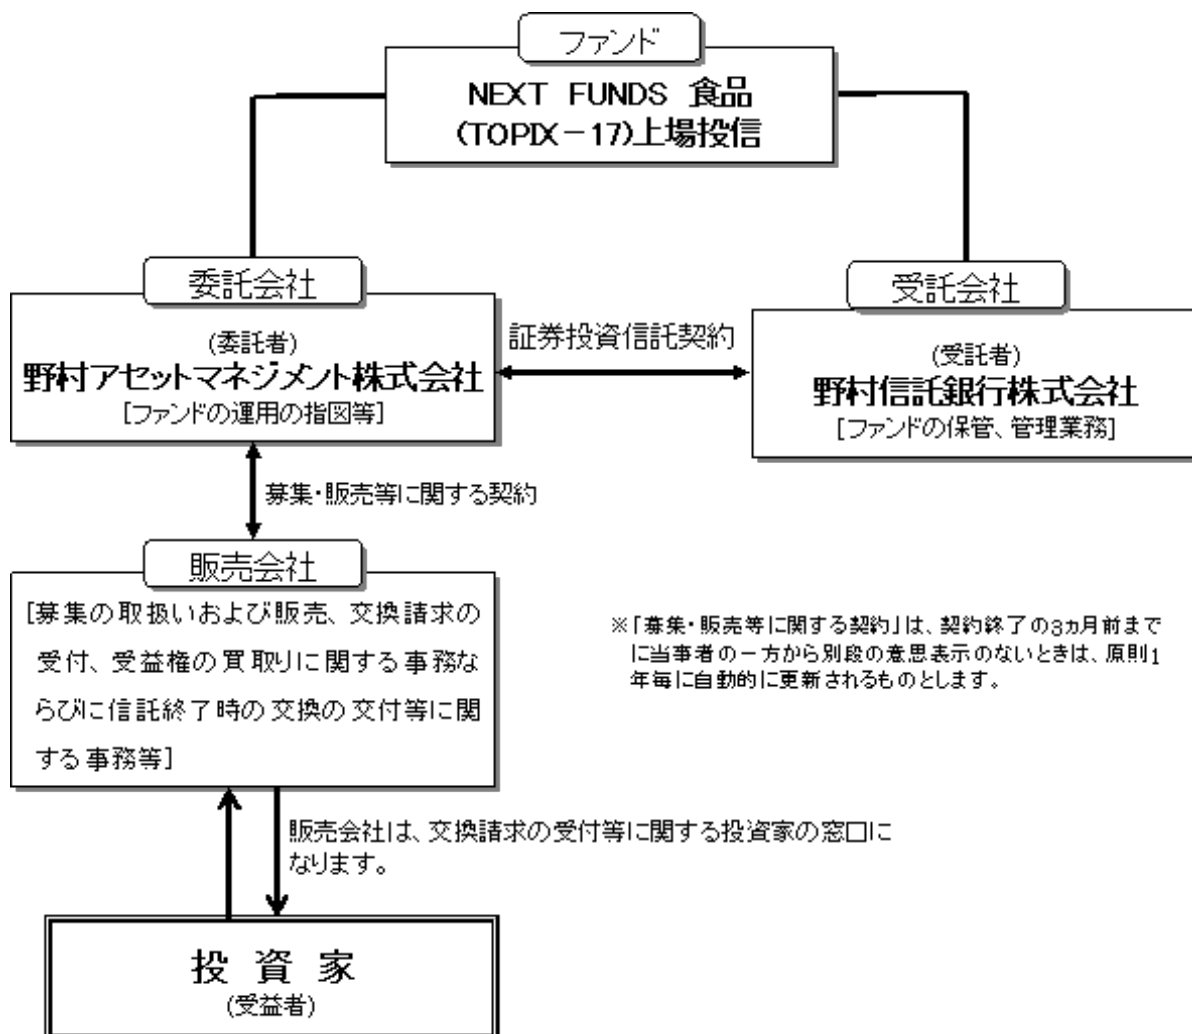 ファンド
NEXT FUNDS 食品
(TOPIX－17)上場投信
委託会社
(委託者)
野村アセットマネジメント株式会社
[ファンドの運用の指図等]
証券投資信託契約
受託会社
(受託者)
野村信託銀行株式会社
[ファンドの保管、管理業務]
募集・販売等に関する契約
販売会社
[募集の取扱いおよび販売、交換請求の
受付、受益権の買取りに関する事務な
らびに信託終了時の交換の交付等に関
する事務等]
※「募集・販売等に関する契約」は、契約終了の3ヵ月前まで
に当事者の一方から別段の意思表示のないときは、原則1
年毎に自動的に更新されるものとします。
販売会社は、交換請求の受付等に関する投資家の窓口に
なります。
投資家
(受益者)